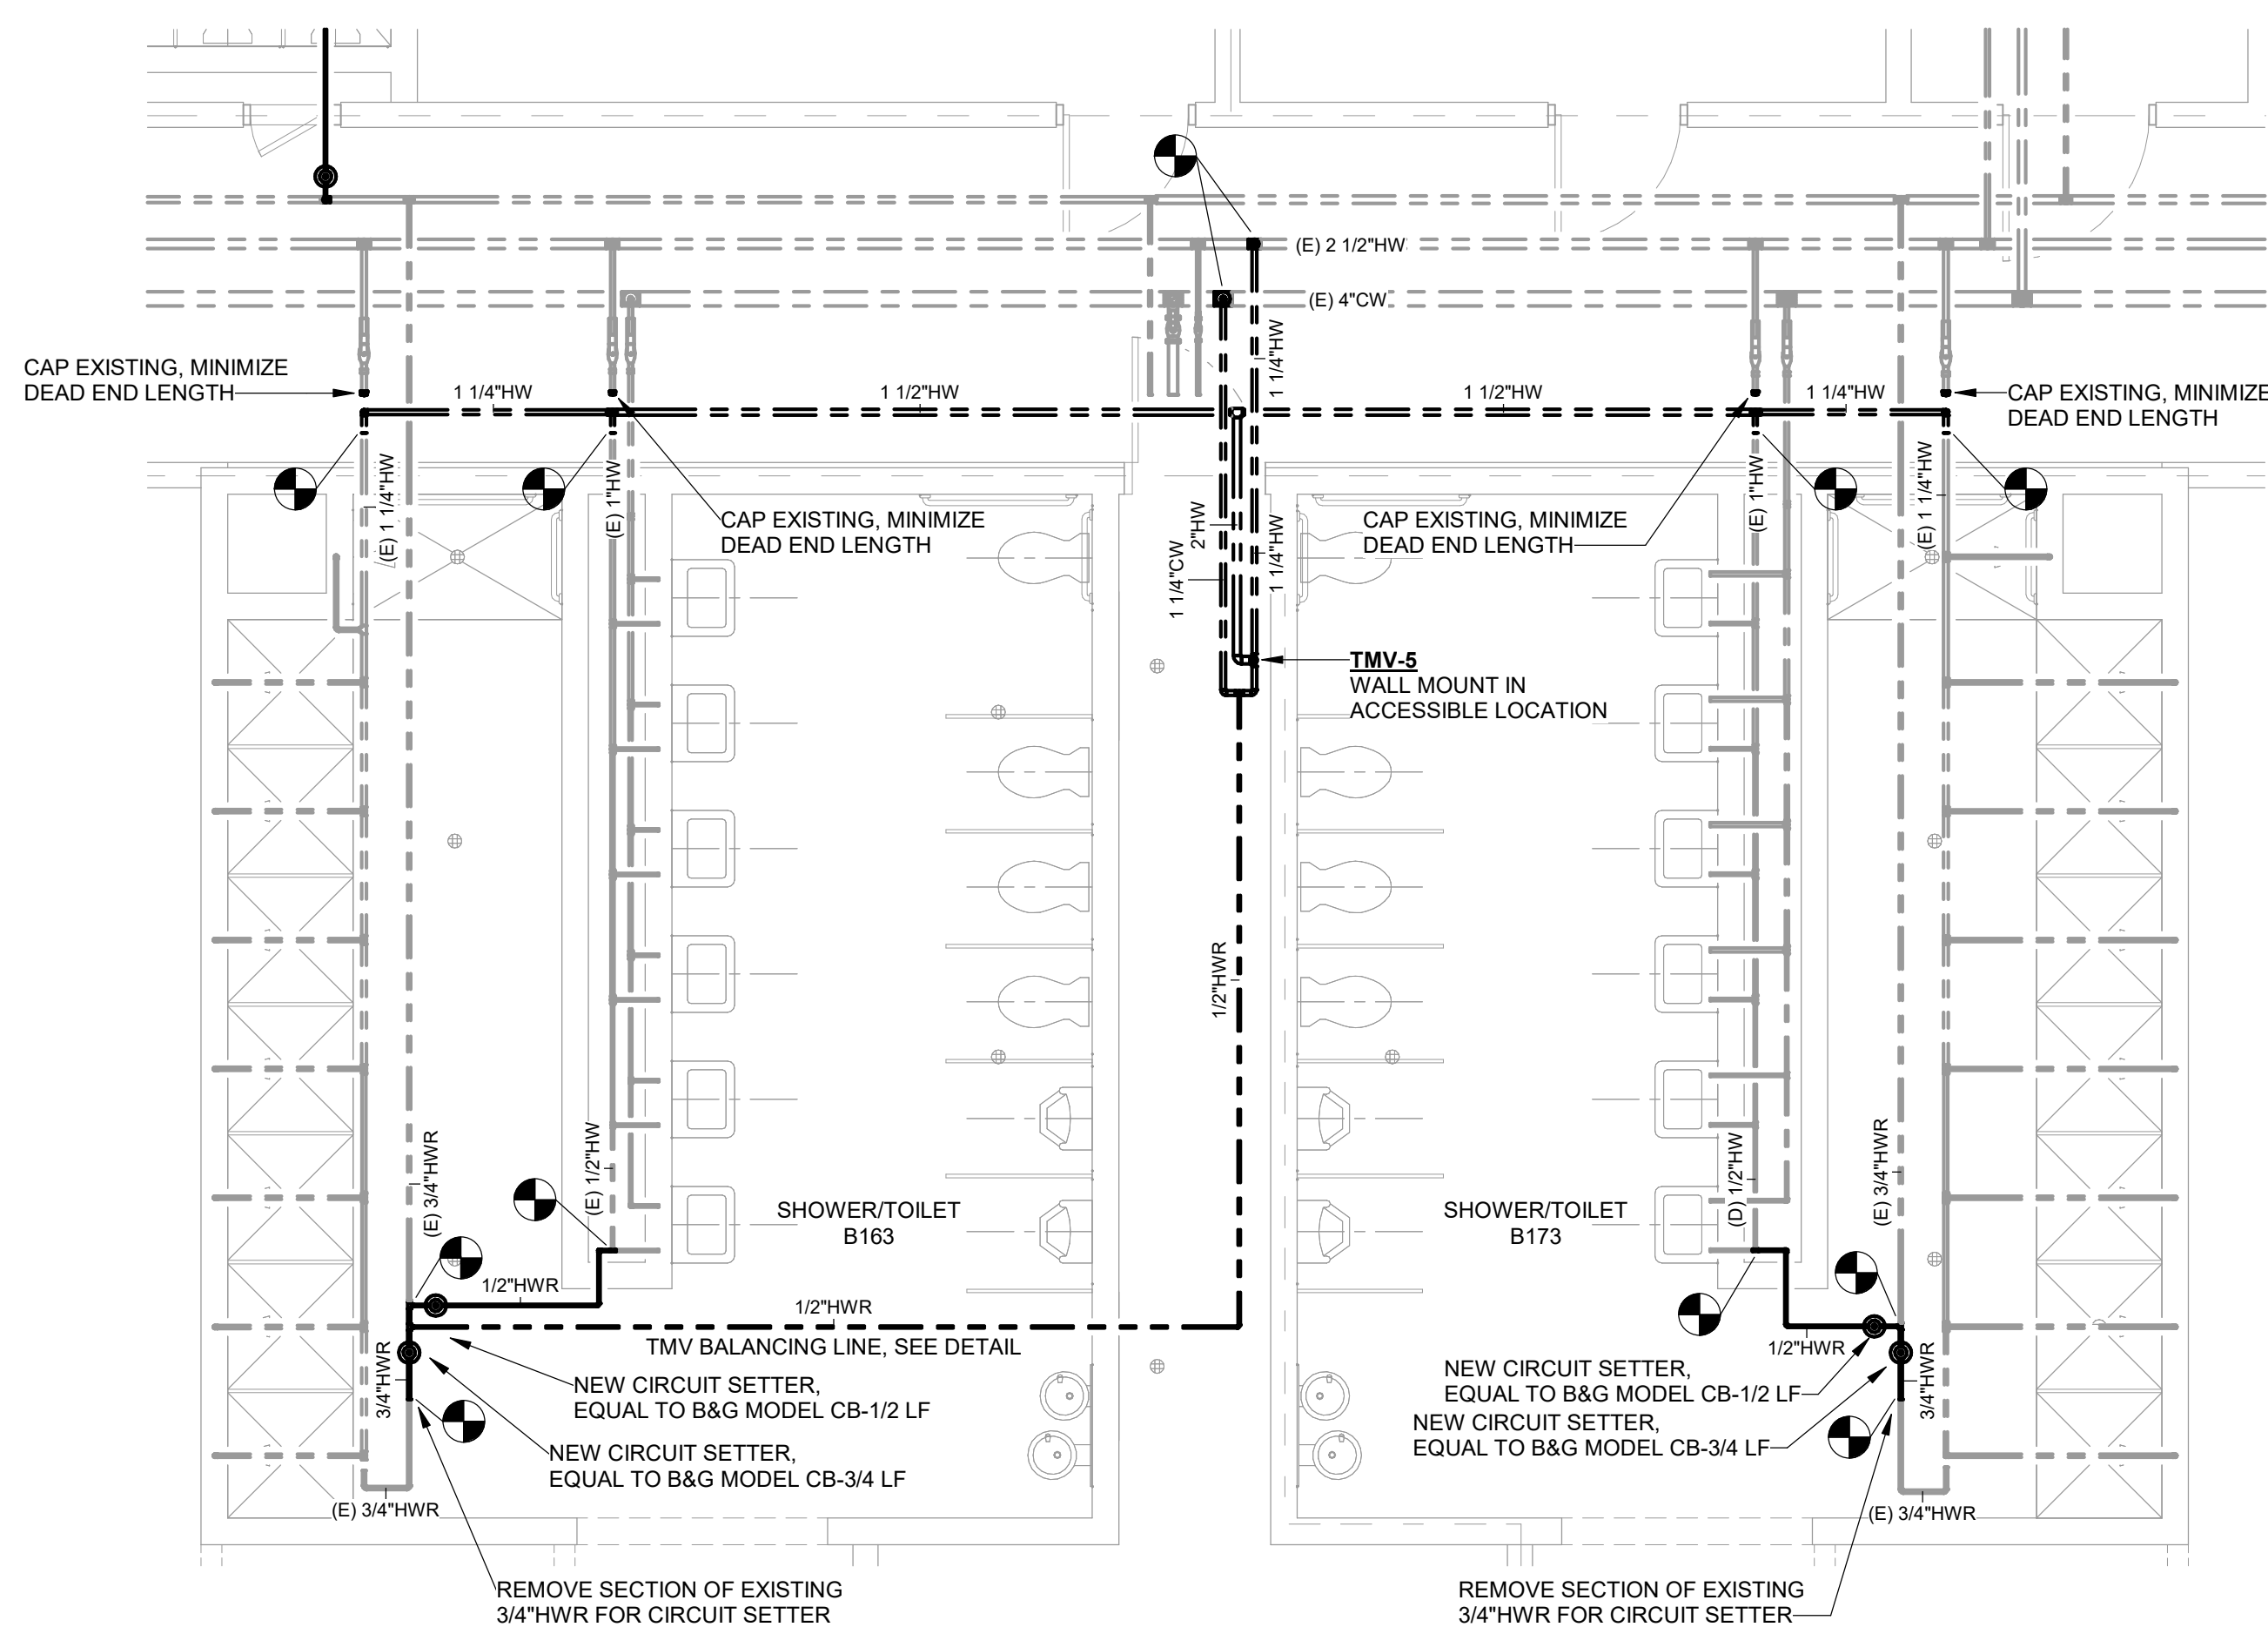 (E) 2 1/2"HW
(E) 4"CW
1 1/4"HW
CAP EXISTING, MINIMIZE
DEAD END LENGTH
1 1/4"HW
1 1/2"HW
1 1/2"HW
1 1/4"HW
CAP EXISTING, MINIMIZE
DEAD END LENGTH
(E) 1 1/4"HW
(E) 1"HW
CAP EXISTING, MINIMIZE
DEAD END LENGTH
2"HW
1 1/4"CW
1 1/4"HW
CAP EXISTING, MINIMIZE
DEAD END LENGTH
(E) 1"HW
(E) 1 1/4"HW
TMV-5
WALL MOUNT IN
ACCESSIBLE LOCATION
1/2"HWR
(E) 3/4"HWR
(E) 1/2"HW
SHOWER/TOILET
B163
SHOWER/TOILET
B173
(D) 1/2"HW
(E) 3/4"HWR
1/2"HWR
1/2"HWR
TMV BALANCING LINE, SEE DETAIL
1/2"HWR
3/4"HWR
NEW CIRCUIT SETTER,
EQUAL TO B&G MODEL CB-1/2 LF
NEW CIRCUIT SETTER,
EQUAL TO B&G MODEL CB-3/4 LF
NEW CIRCUIT SETTER,
EQUAL TO B&G MODEL CB-1/2 LF
NEW CIRCUIT SETTER,
EQUAL TO B&G MODEL CB-3/4 LF
3/4"HWR
(E) 3/4"HWR
(E) 3/4"HWR
REMOVE SECTION OF EXISTING
3/4"HWR FOR CIRCUIT SETTER
REMOVE SECTION OF EXISTING
3/4"HWR FOR CIRCUIT SETTER